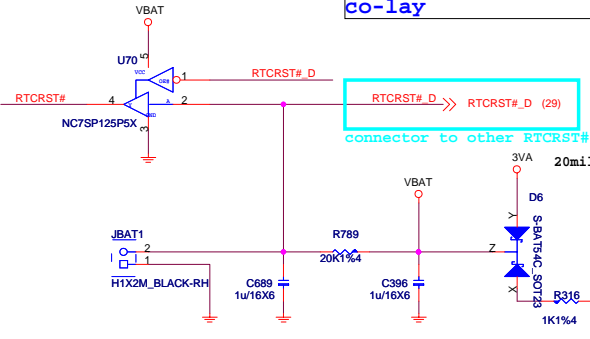 co-lay
VBAT
U70
5
VCC
OE#
1
RTCRST#_D
RTCRST#
4
Y
A
2
RTCRST#_D
RTCRST#_D (29)
GND
NC7SP125P5X
3
connector to other RTCRST#
3VA
20mil
VBAT
D6
JBAT1
2
1
H1X2M_BLACK-RH
R789
20K1%4
Z
Y
X
S-BAT54C_SOT23
C689
1u/16X6
C396
1u/16X6
R316
1K1%4